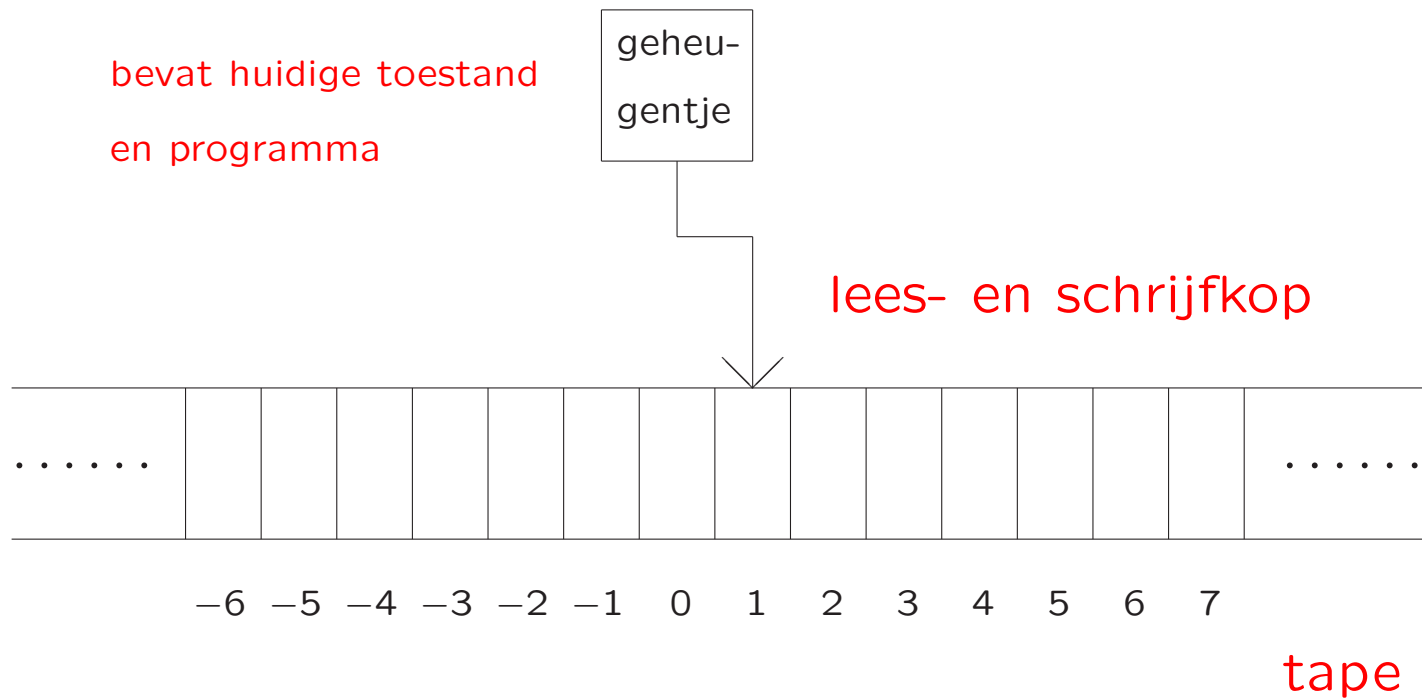 geheu-
gentje
bevat huidige toestand
en programma
lees- en schrijfkop
...... ......
−6 −5 −4 −3 −2 −1 0 1 2 3 4 5 6 7
tape